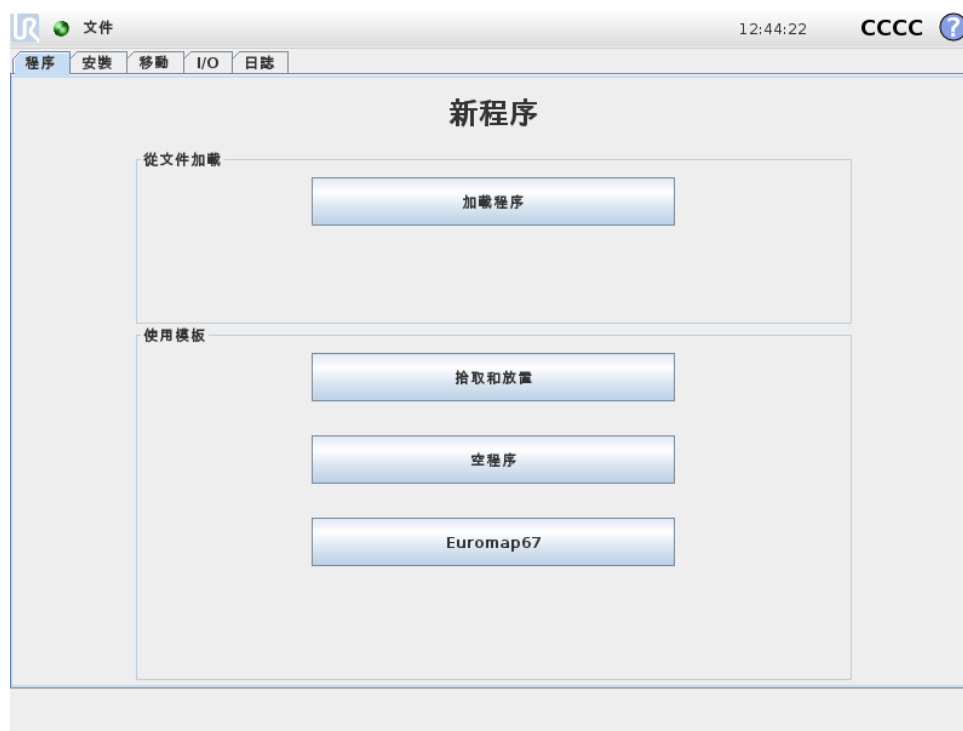 UR 文件 12:44:22 CCCC ?
程序 安裝 移動 I/O 日誌
新程序
從文件加載
加載程序
使用模板
拾取和放置
空程序
Euromap67